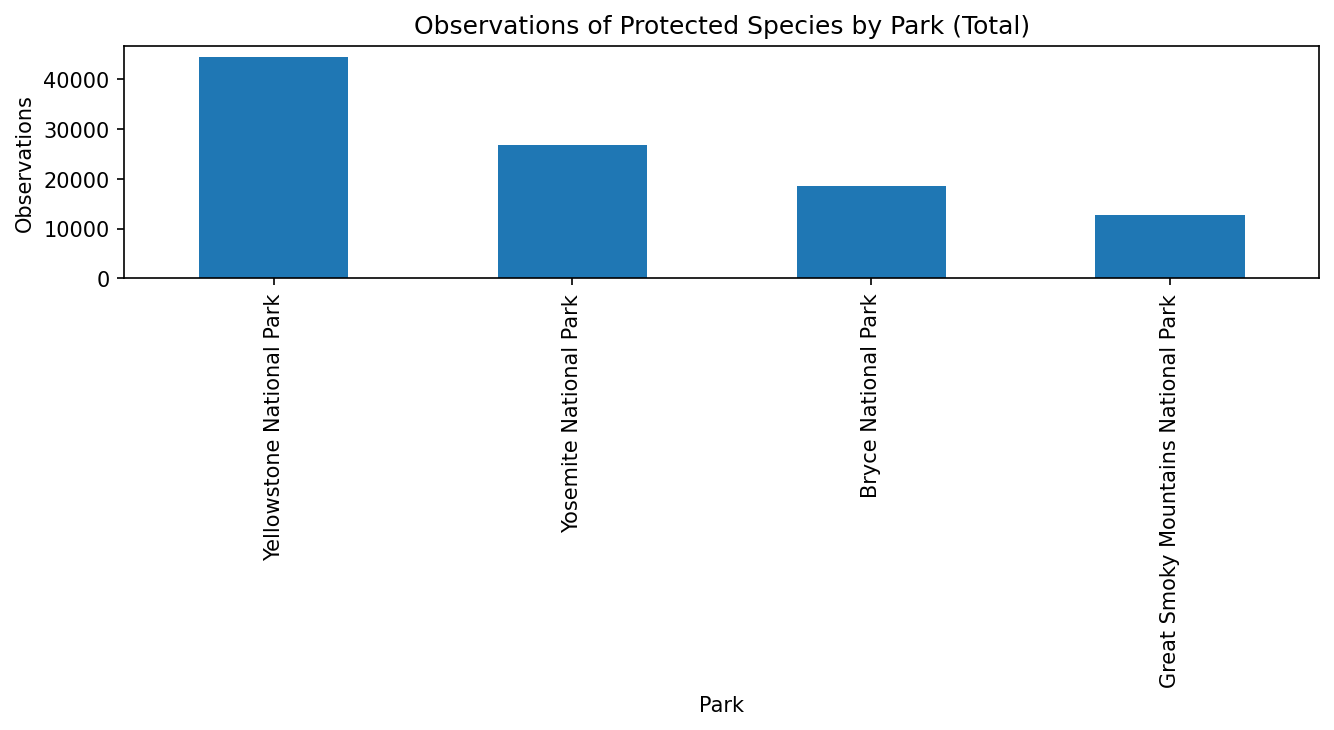 Observations of Protected Species by Park (Total)
Observations
40000
30000
20000
10000
0
Yellowstone National Park
Yosemite National Park
Bryce National Park
Great Smoky Mountains National Park
Park